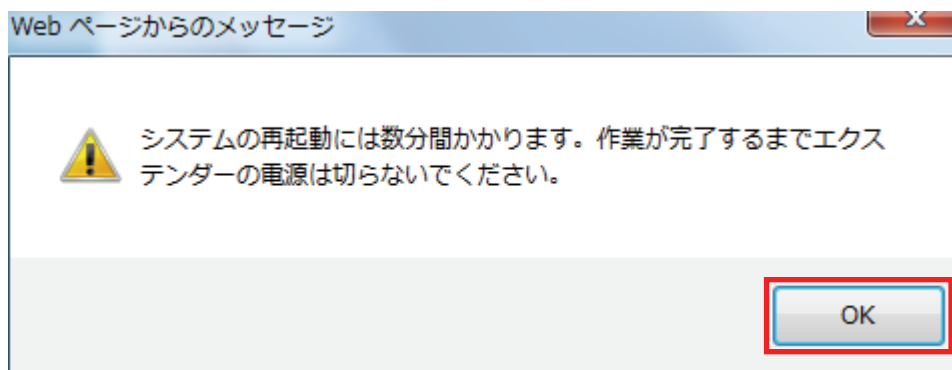 Web ページからのメッセージ
システムの再起動には数分間かかります。作業が完了するまでエクス
テンダーの電源は切らないでください。
OK